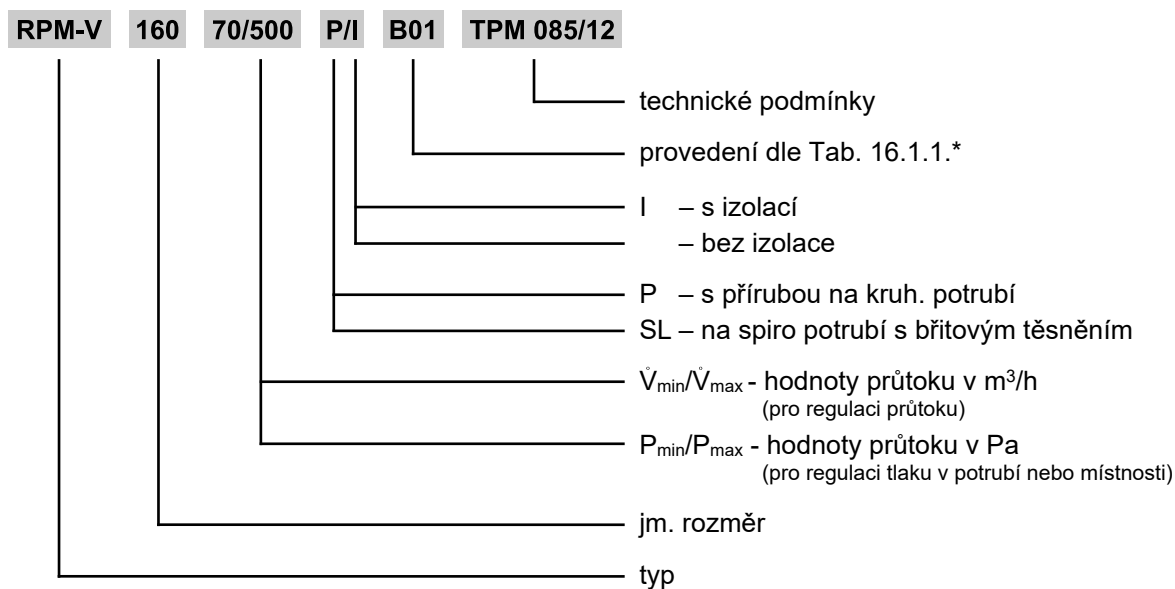 RPM-V 160 70/500 P/I B01 TPM 085/12
technické podmínky
provedení dle Tab. 16.1.1.*
I – s izolací
– bez izolace
P – s přírubou na kruh. potrubí
SL – na spiro potrubí s břitovým těsněním
V̊min/V̊max - hodnoty průtoku v m³/h
(pro regulaci průtoku)
Pmin/Pmax - hodnoty průtoku v Pa
(pro regulaci tlaku v potrubí nebo místnosti)
jm. rozměr
typ